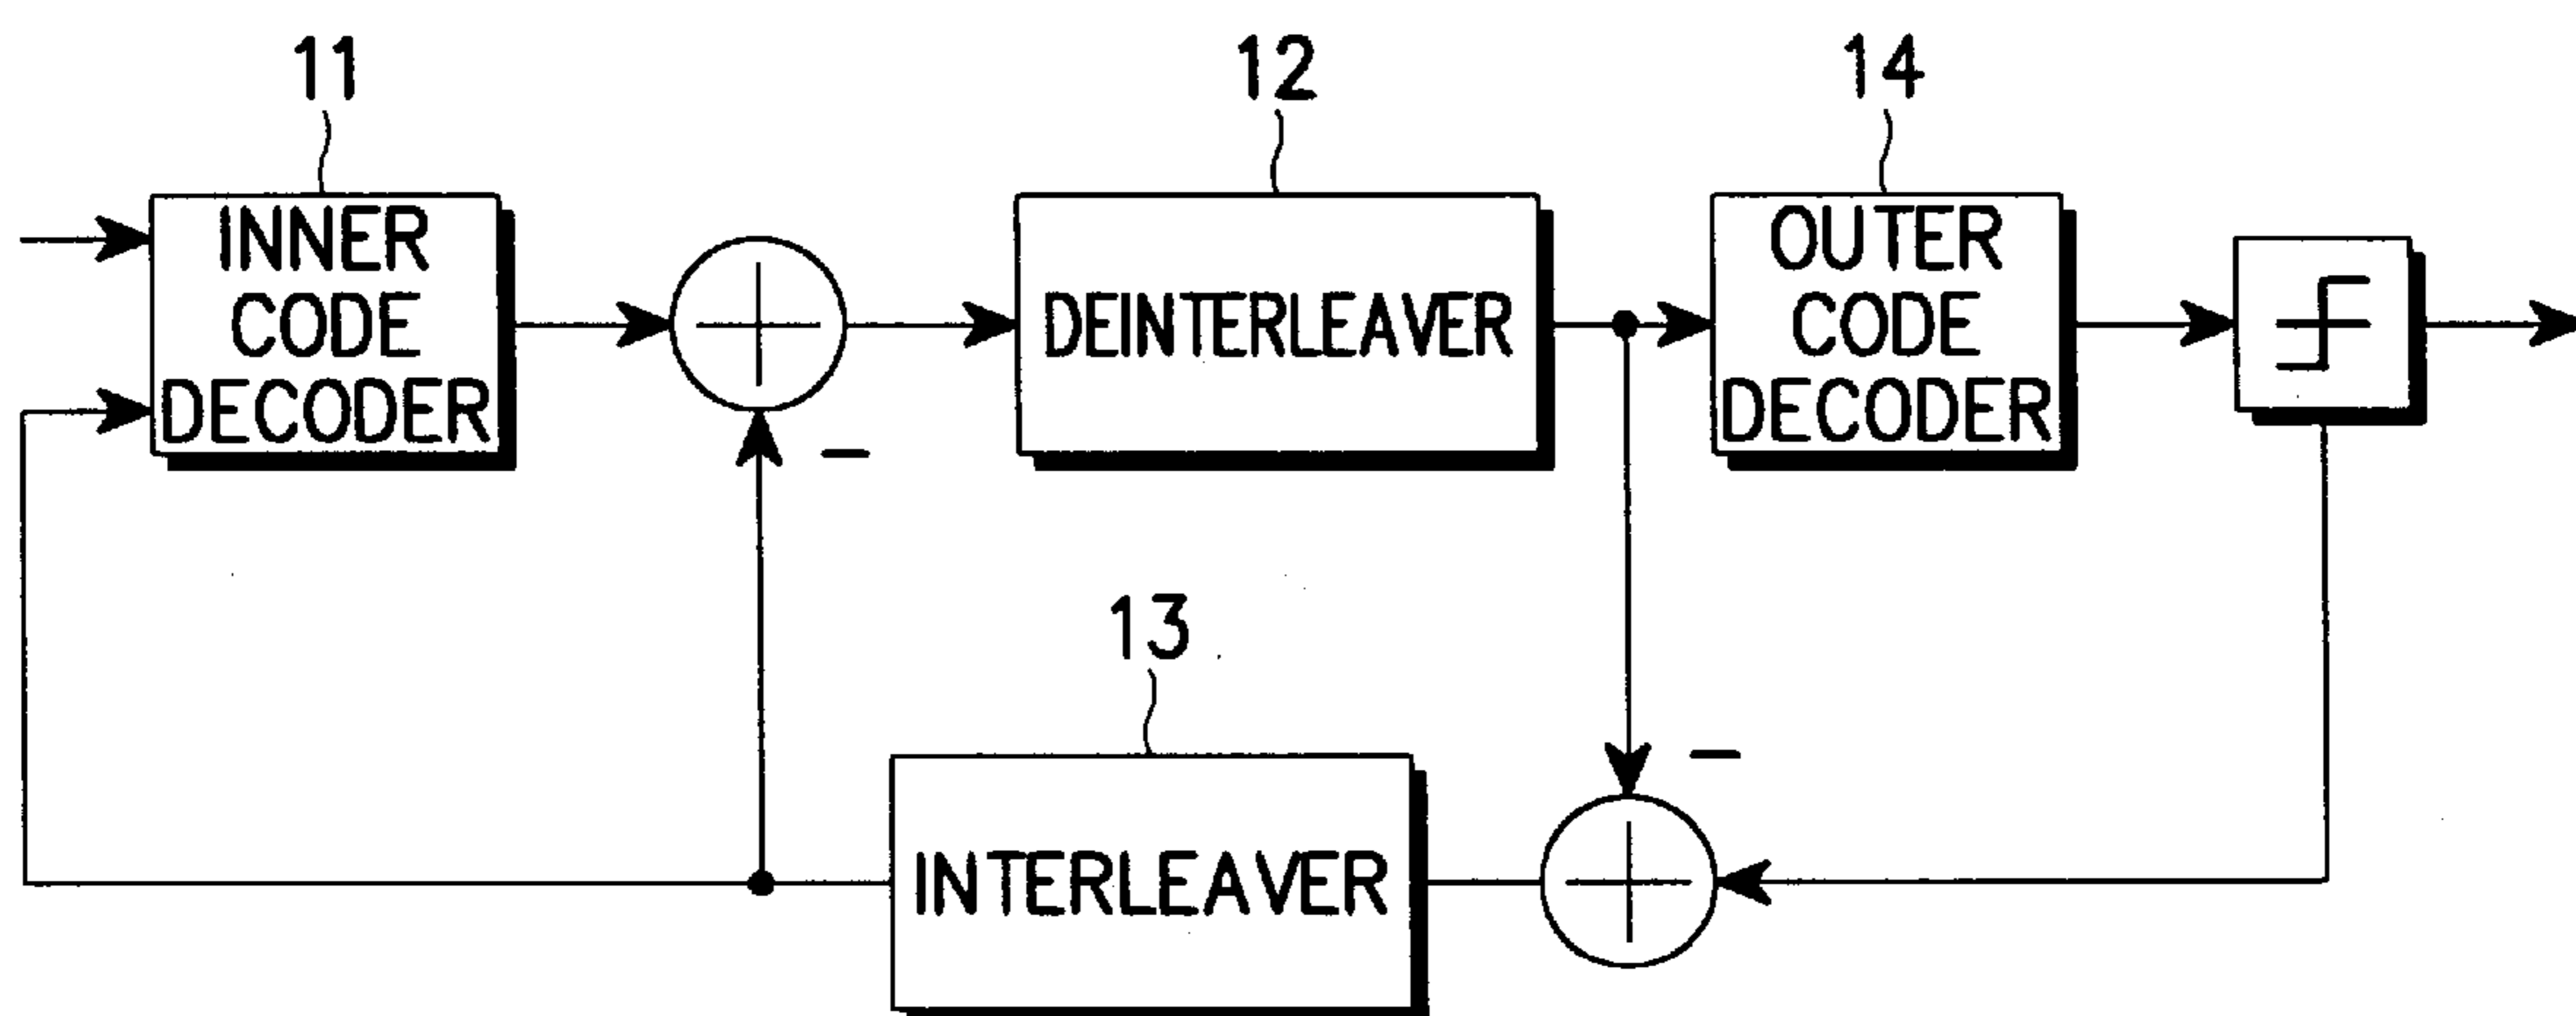 11
12
14
INNER
CODE
DECODER
DEINTERLEAVER
OUTER
CODE
DECODER
-
13
-
INTERLEAVER